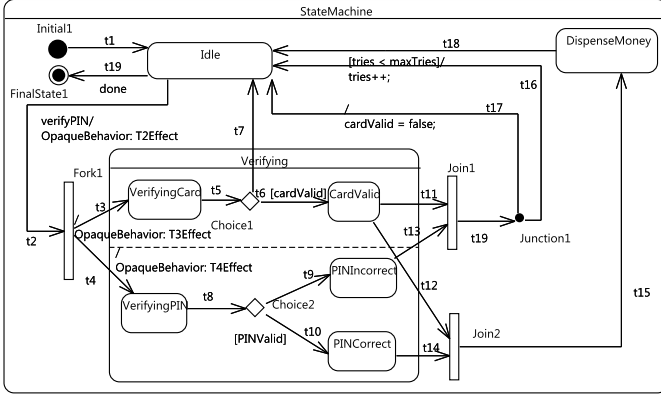 StateMachine
Initial1
t1
Idle
t18
DispenseMoney
[tries < maxTries]/
tries++;
t19
FinalState1
done
t16
/
t17
cardValid = false;
verifyPIN/
OpaqueBehavior: T2Effect
t7
Verifying
Fork1
Join1
t3
VerifyingCard
t5
t6 [cardValid]
CardValid
t11
/
OpaqueBehavior: T3Effect
Choice1
t13
t19
Junction1
t2
/
OpaqueBehavior: T4Effect
t4
t9
PINIncorrect
t12
t15
VerifyingPIN
t8
Choice2
[PINValid]
t10
PINCorrect
t14
Join2